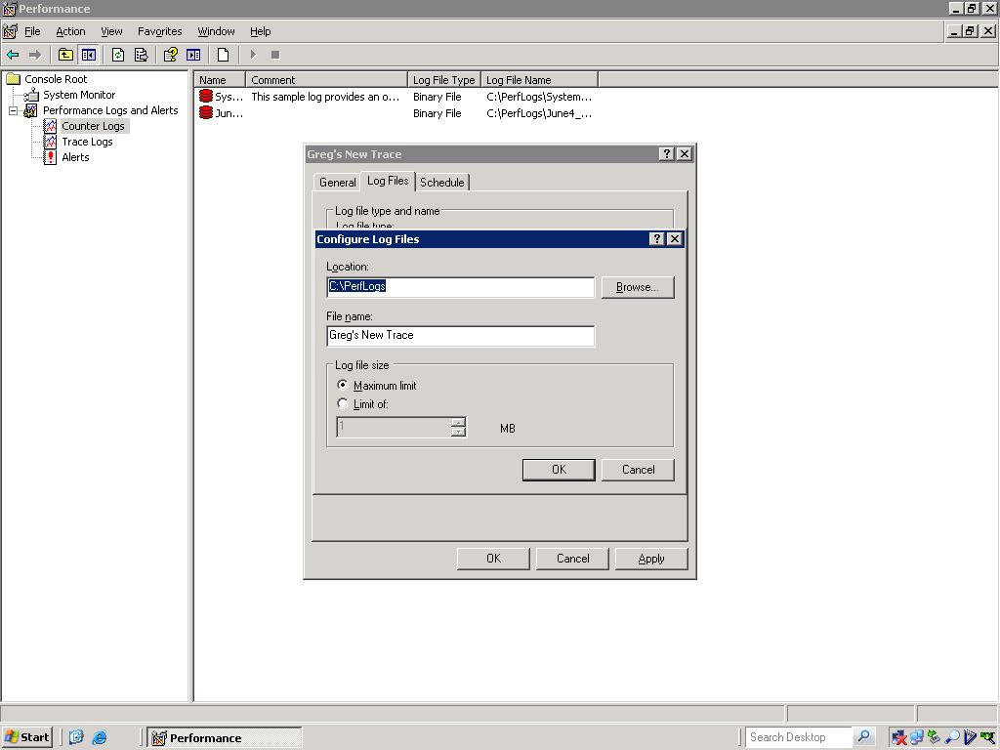 Performance
File Action View Favorites Window Help
Console Root
System Monitor
Performance Logs and Alerts
Counter Logs
Trace Logs
Alerts
Name Comment Log File Type Log File Name
Sys... This sample log provides an o... Binary File C:\PerfLogs\System...
Jun... Binary File C:\PerfLogs\June4_...
Greg's New Trace
General Log Files Schedule
Log file type and name
Log file type:
Configure Log Files
Location:
C:\PerfLogs
Browse...
File name:
Greg's New Trace
Log file size
Maximum limit
Limit of:
1 MB
OK Cancel
OK Cancel Apply
Start Performance Search Desktop